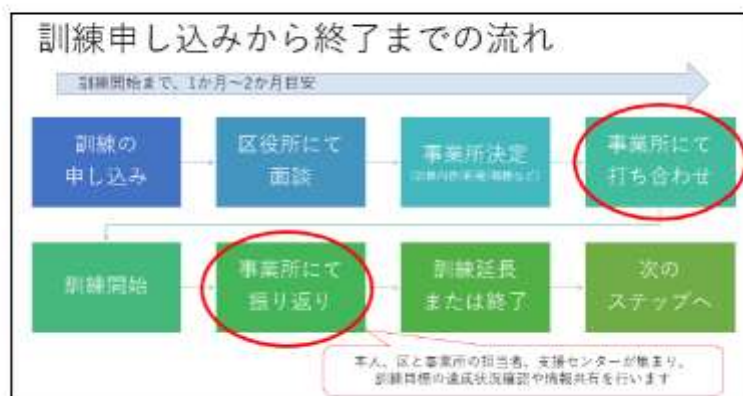 訓練申し込みから終了までの流れ
訓練開始まで、1か月～2か月目安
訓練の
申し込み
区役所にて
面談
事業所決定
事業所にて
打ち合わせ
訓練開始
事業所にて
振り返り
訓練延長
または終了
次の
ステップへ
本人、区と事業所の担当者、支援センターが集まり、
訓練目標の達成状況確認や情報共有を行います